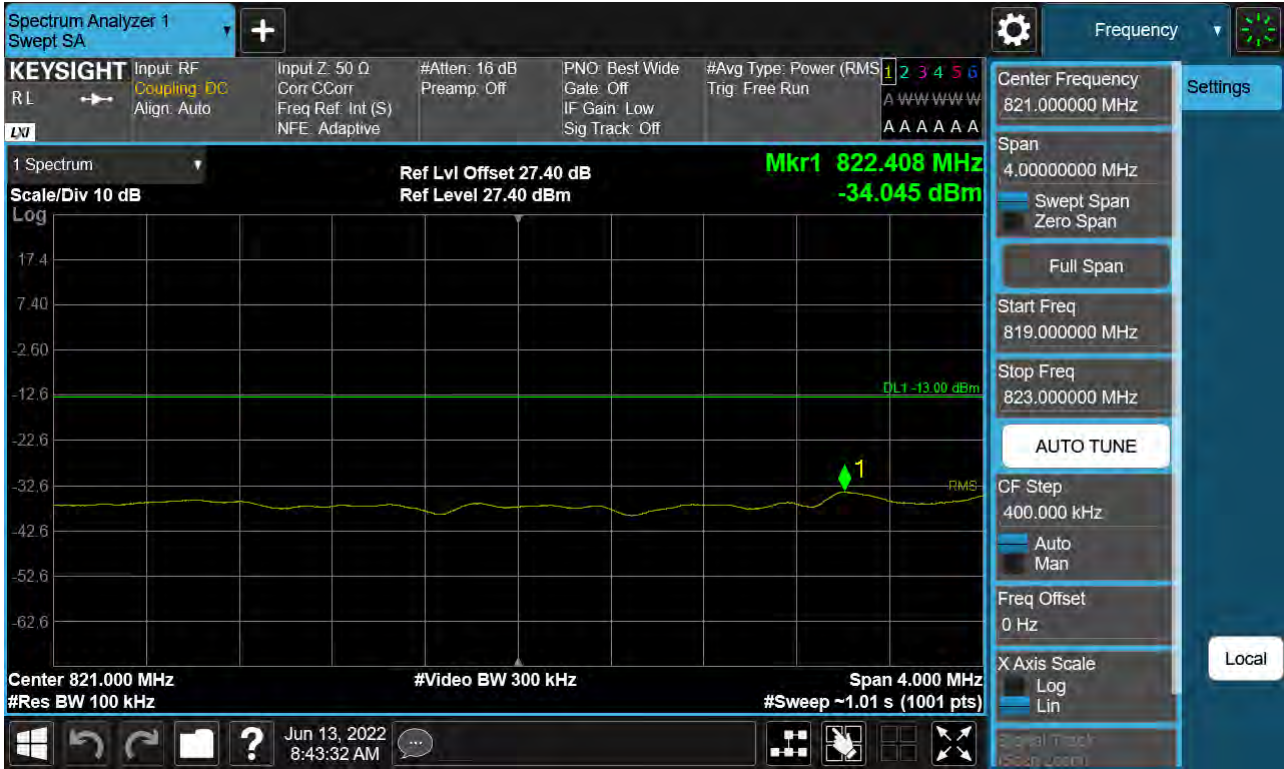 Spectrum Analyzer 1
Swept SA
Frequency
KEYSIGHT
RL
LXI
Input: RF
Coupling: DC
Align: Auto
Input Z: 50 Ω
Corr CCorr
Freq Ref: Int (S)
NFE: Adaptive
#Atten: 16 dB
Preamp: Off
PNO: Best Wide
Gate: Off
IF Gain: Low
Sig Track: Off
#Avg Type: Power (RMS
Trig: Free Run
1 2 3 4 5 6
A W W W W W
A A A A A A
1 Spectrum
Scale/Div 10 dB
Log
Ref Lvl Offset 27.40 dB
Ref Level 27.40 dBm
Mkr1 822.408 MHz
-34.045 dBm
17.4
7.40
-2.60
-12.6
-22.6
-32.6
-42.6
-52.6
-62.6
DL1 -13.00 dBm
1
RMS
Center 821.000 MHz
#Res BW 100 kHz
#Video BW 300 kHz
Span 4.000 MHz
#Sweep ~1.01 s (1001 pts)
Center Frequency
821.000000 MHz
Settings
Span
4.00000000 MHz
Swept Span
Zero Span
Full Span
Start Freq
819.000000 MHz
Stop Freq
823.000000 MHz
AUTO TUNE
CF Step
400.000 kHz
Auto
Man
Freq Offset
0 Hz
X Axis Scale
Log
Lin
Local
Signal Track
(Span Zoom)
?
Jun 13, 2022
8:43:32 AM